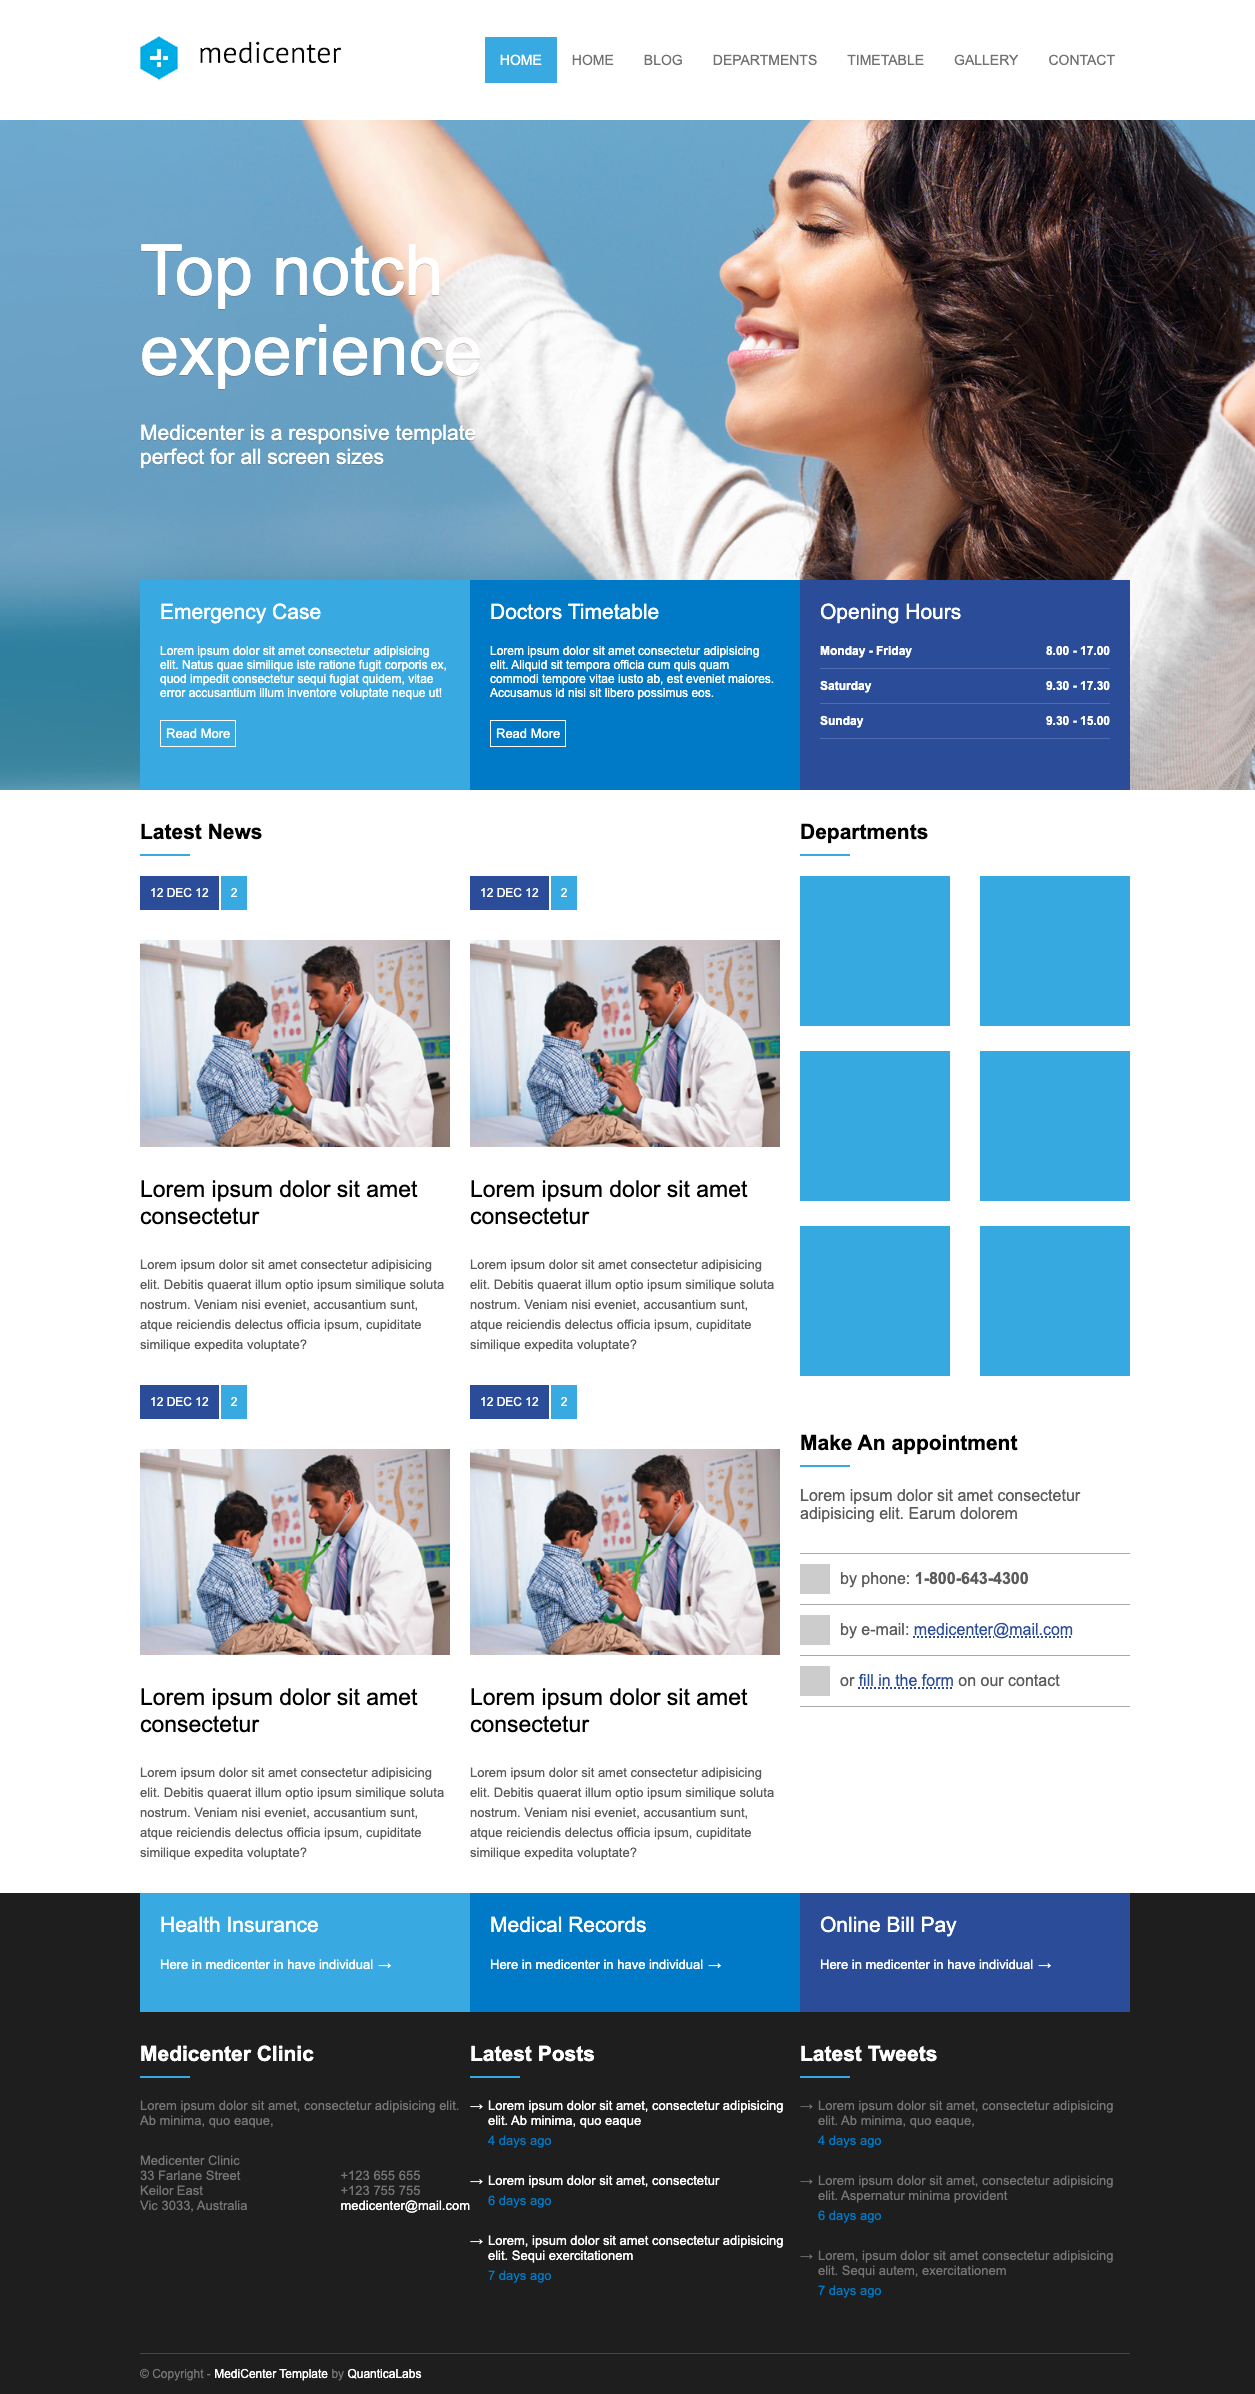 medicenter
HOME HOME BLOG DEPARTMENTS TIMETABLE GALLERY CONTACT
Top notch
experience
Medicenter is a responsive template
perfect for all screen sizes
Emergency Case
Lorem ipsum dolor sit amet consectetur adipisicing
elit. Natus quae similique iste ratione fugit corporis ex,
quod impedit consectetur sequi fugiat quidem, vitae
error accusantium illum inventore voluptate neque ut!
Read More
Doctors Timetable
Lorem ipsum dolor sit amet consectetur adipisicing
elit. Aliquid sit tempora officia cum quis quam
commodi tempore vitae iusto ab, est eveniet maiores.
Accusamus id nisi sit libero possimus eos.
Read More
Opening Hours
Monday - Friday 8.00 - 17.00
Saturday 9.30 - 17.30
Sunday 9.30 - 15.00
Latest News
12 DEC 12 2
Lorem ipsum dolor sit amet
consectetur
Lorem ipsum dolor sit amet consectetur adipisicing
elit. Debitis quaerat illum optio ipsum similique soluta
nostrum. Veniam nisi eveniet, accusantium sunt,
atque reiciendis delectus officia ipsum, cupiditate
similique expedita voluptate?
12 DEC 12 2
Lorem ipsum dolor sit amet
consectetur
Lorem ipsum dolor sit amet consectetur adipisicing
elit. Debitis quaerat illum optio ipsum similique soluta
nostrum. Veniam nisi eveniet, accusantium sunt,
atque reiciendis delectus officia ipsum, cupiditate
similique expedita voluptate?
12 DEC 12 2
Lorem ipsum dolor sit amet
consectetur
Lorem ipsum dolor sit amet consectetur adipisicing
elit. Debitis quaerat illum optio ipsum similique soluta
nostrum. Veniam nisi eveniet, accusantium sunt,
atque reiciendis delectus officia ipsum, cupiditate
similique expedita voluptate?
12 DEC 12 2
Lorem ipsum dolor sit amet
consectetur
Lorem ipsum dolor sit amet consectetur adipisicing
elit. Debitis quaerat illum optio ipsum similique soluta
nostrum. Veniam nisi eveniet, accusantium sunt,
atque reiciendis delectus officia ipsum, cupiditate
similique expedita voluptate?
Departments
Make An appointment
Lorem ipsum dolor sit amet consectetur
adipisicing elit. Earum dolorem
by phone: 1-800-643-4300
by e-mail: medicenter@mail.com
or fill in the form on our contact
Health Insurance
Here in medicenter in have individual →
Medical Records
Here in medicenter in have individual →
Online Bill Pay
Here in medicenter in have individual →
Medicenter Clinic
Lorem ipsum dolor sit amet, consectetur adipisicing elit.
Ab minima, quo eaque,
Medicenter Clinic
33 Farlane Street
Keilor East
Vic 3033, Australia
+123 655 655
+123 755 755
medicenter@mail.com
Latest Posts
→ Lorem ipsum dolor sit amet, consectetur adipisicing
elit. Ab minima, quo eaque
4 days ago
→ Lorem ipsum dolor sit amet, consectetur
6 days ago
→ Lorem, ipsum dolor sit amet consectetur adipisicing
elit. Sequi exercitationem
7 days ago
Latest Tweets
→ Lorem ipsum dolor sit amet, consectetur adipisicing
elit. Ab minima, quo eaque,
4 days ago
→ Lorem ipsum dolor sit amet, consectetur adipisicing
elit. Aspernatur minima provident
6 days ago
→ Lorem, ipsum dolor sit amet consectetur adipisicing
elit. Sequi autem, exercitationem
7 days ago
© Copyright - MediCenter Template by QuanticaLabs